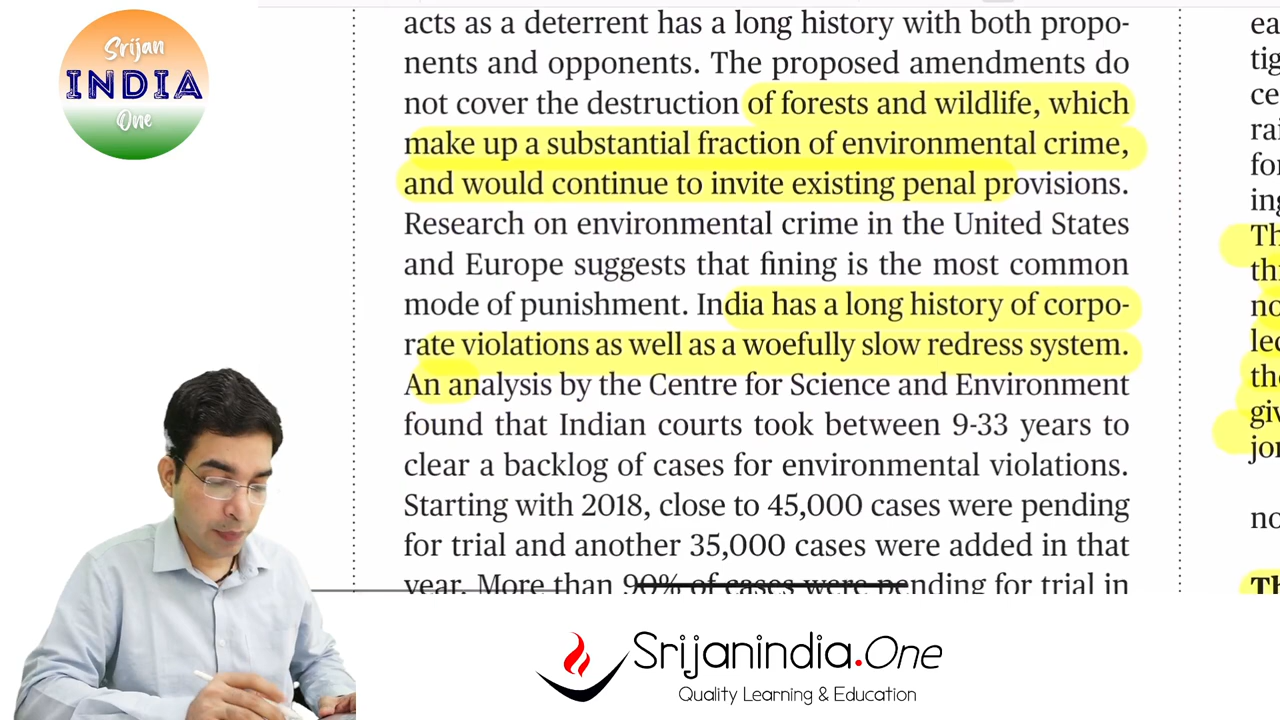 Srijan
INDIA
One
acts as a deterrent has a long history with both propo-
nents and opponents. The proposed amendments do
not cover the destruction of forests and wildlife, which
make up a substantial fraction of environmental crime,
and would continue to invite existing penal provisions.
Research on environmental crime in the United States
and Europe suggests that fining is the most common
mode of punishment. India has a long history of corpo-
rate violations as well as a woefully slow redress system.
An analysis by the Centre for Science and Environment
found that Indian courts took between 9-33 years to
clear a backlog of cases for environmental violations.
Starting with 2018, close to 45,000 cases were pending
for trial and another 35,000 cases were added in that
year. More than 90% of cases were pending for trial in
Srijanindia.One
Quality Learning & Education